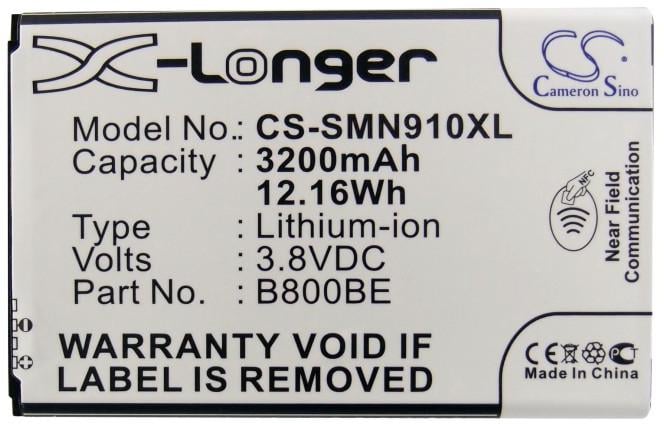 X-Longer
CS
Cameron Sino
Model No.: CS-SMN910XL
Capacity : 3200mAh
12.16Wh
Type : Lithium-ion
Volts : 3.8VDC
Part No. : B800BE
NFC
Near Field
Communication
WARRANTY VOID IF
LABEL IS REMOVED
CE
Made In China